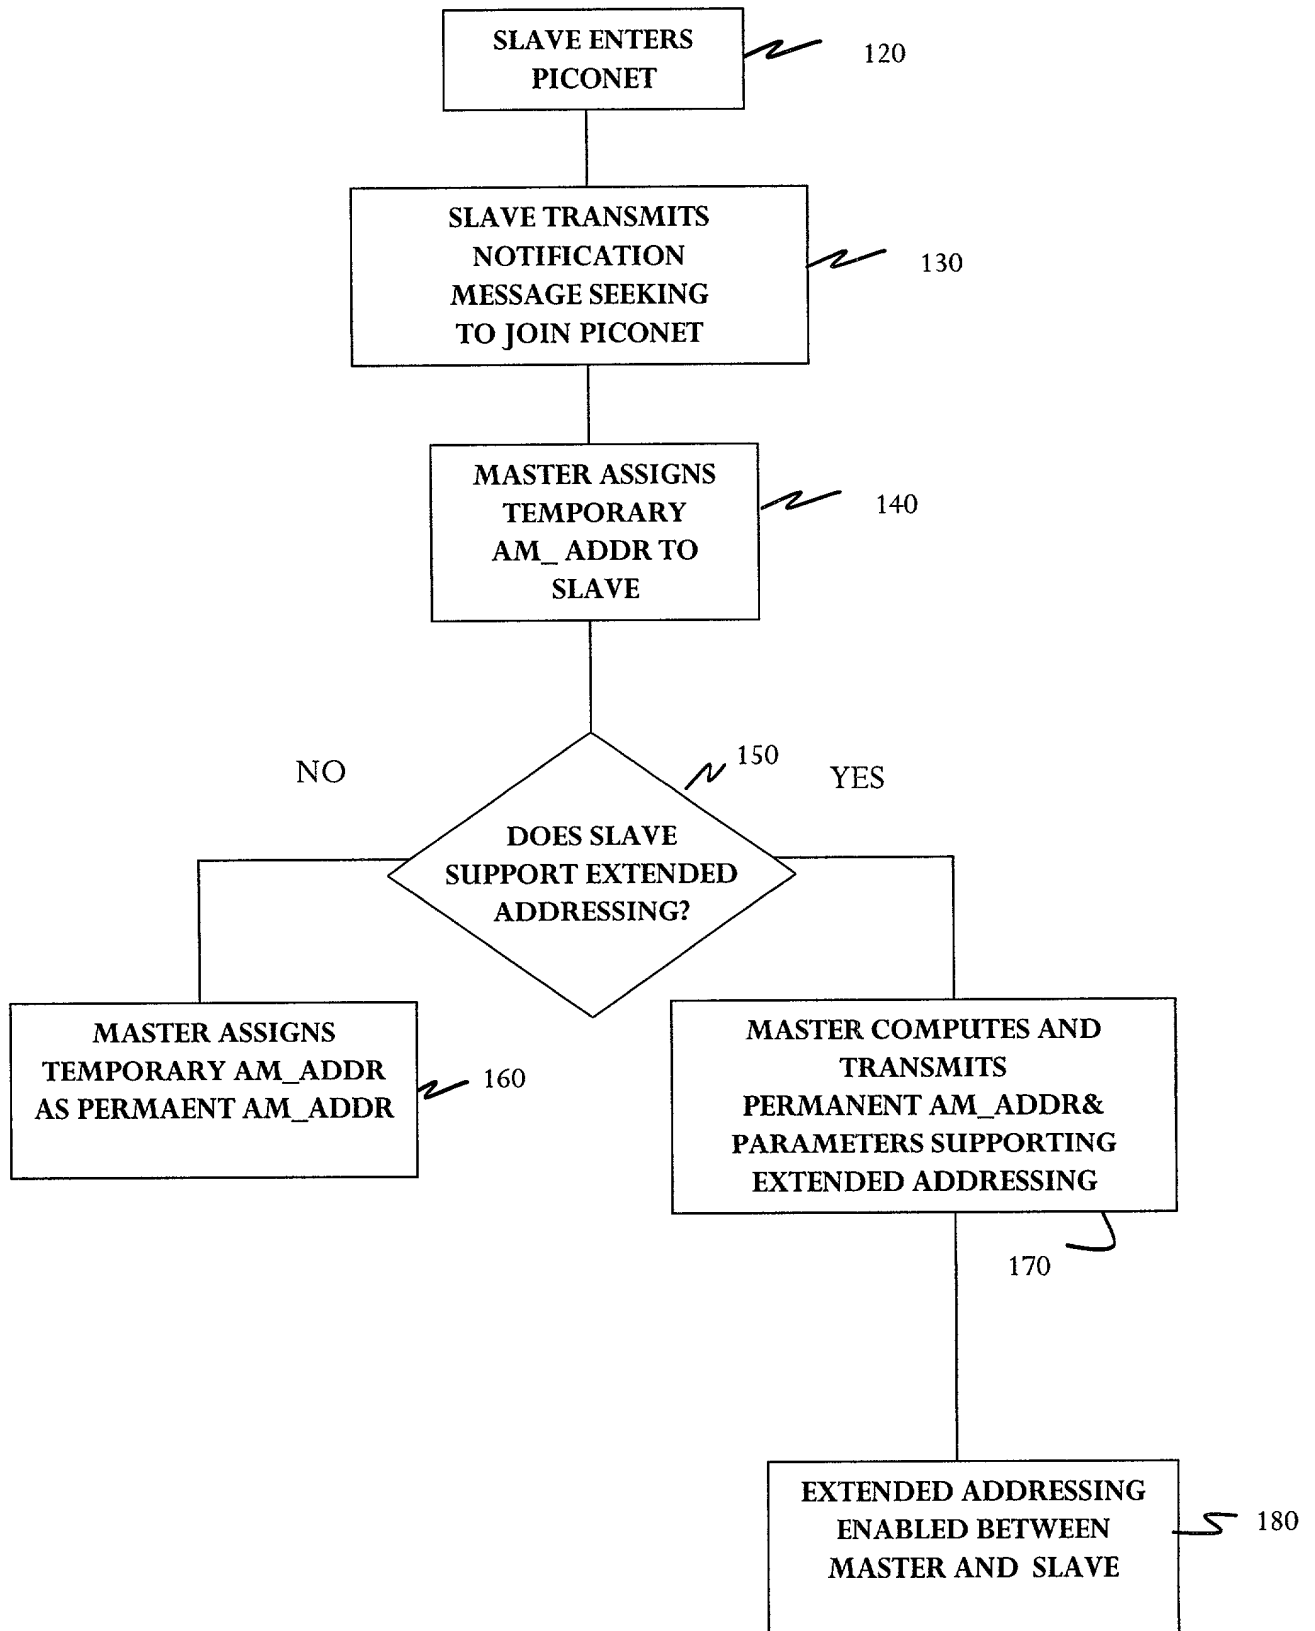 SLAVE ENTERS
PICONET
120
SLAVE TRANSMITS
NOTIFICATION
MESSAGE SEEKING
TO JOIN PICONET
130
MASTER ASSIGNS
TEMPORARY
AM_ ADDR TO
SLAVE
140
150
NO
YES
DOES SLAVE
SUPPORT EXTENDED
ADDRESSING?
MASTER ASSIGNS
TEMPORARY AM_ADDR
AS PERMAENT AM_ADDR
160
MASTER COMPUTES AND
TRANSMITS
PERMANENT AM_ADDR&
PARAMETERS SUPPORTING
EXTENDED ADDRESSING
170
EXTENDED ADDRESSING
ENABLED BETWEEN
MASTER AND SLAVE
180